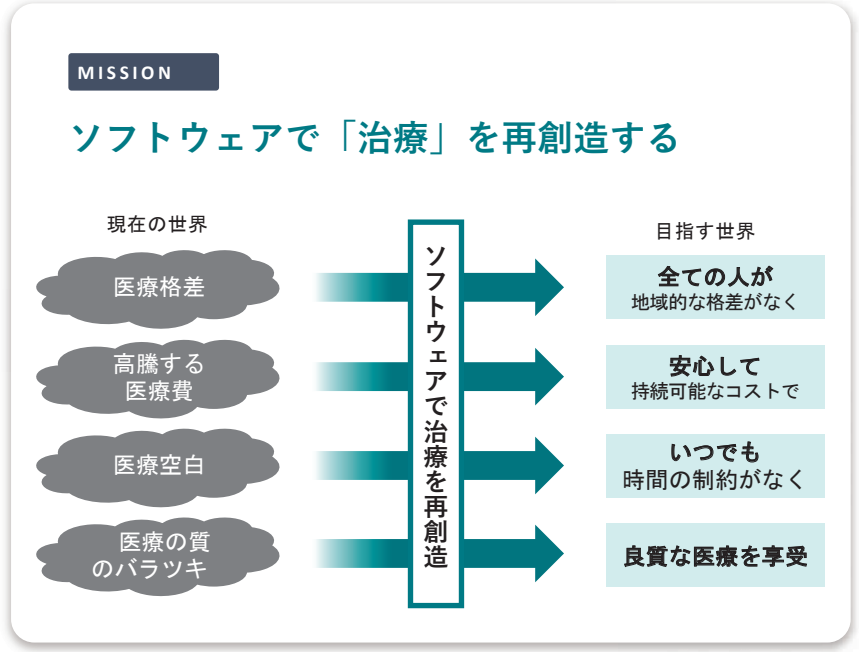 MISSION
ソフトウェアで「治療」を再創造する
現在の世界
目指す世界
医療格差
ソフトウェアで治療を再創造
全ての人が
地域的な格差がなく
高騰する
医療費
安心して
持続可能なコストで
医療空白
いつでも
時間の制約がなく
医療の質
のバラツキ
良質な医療を享受